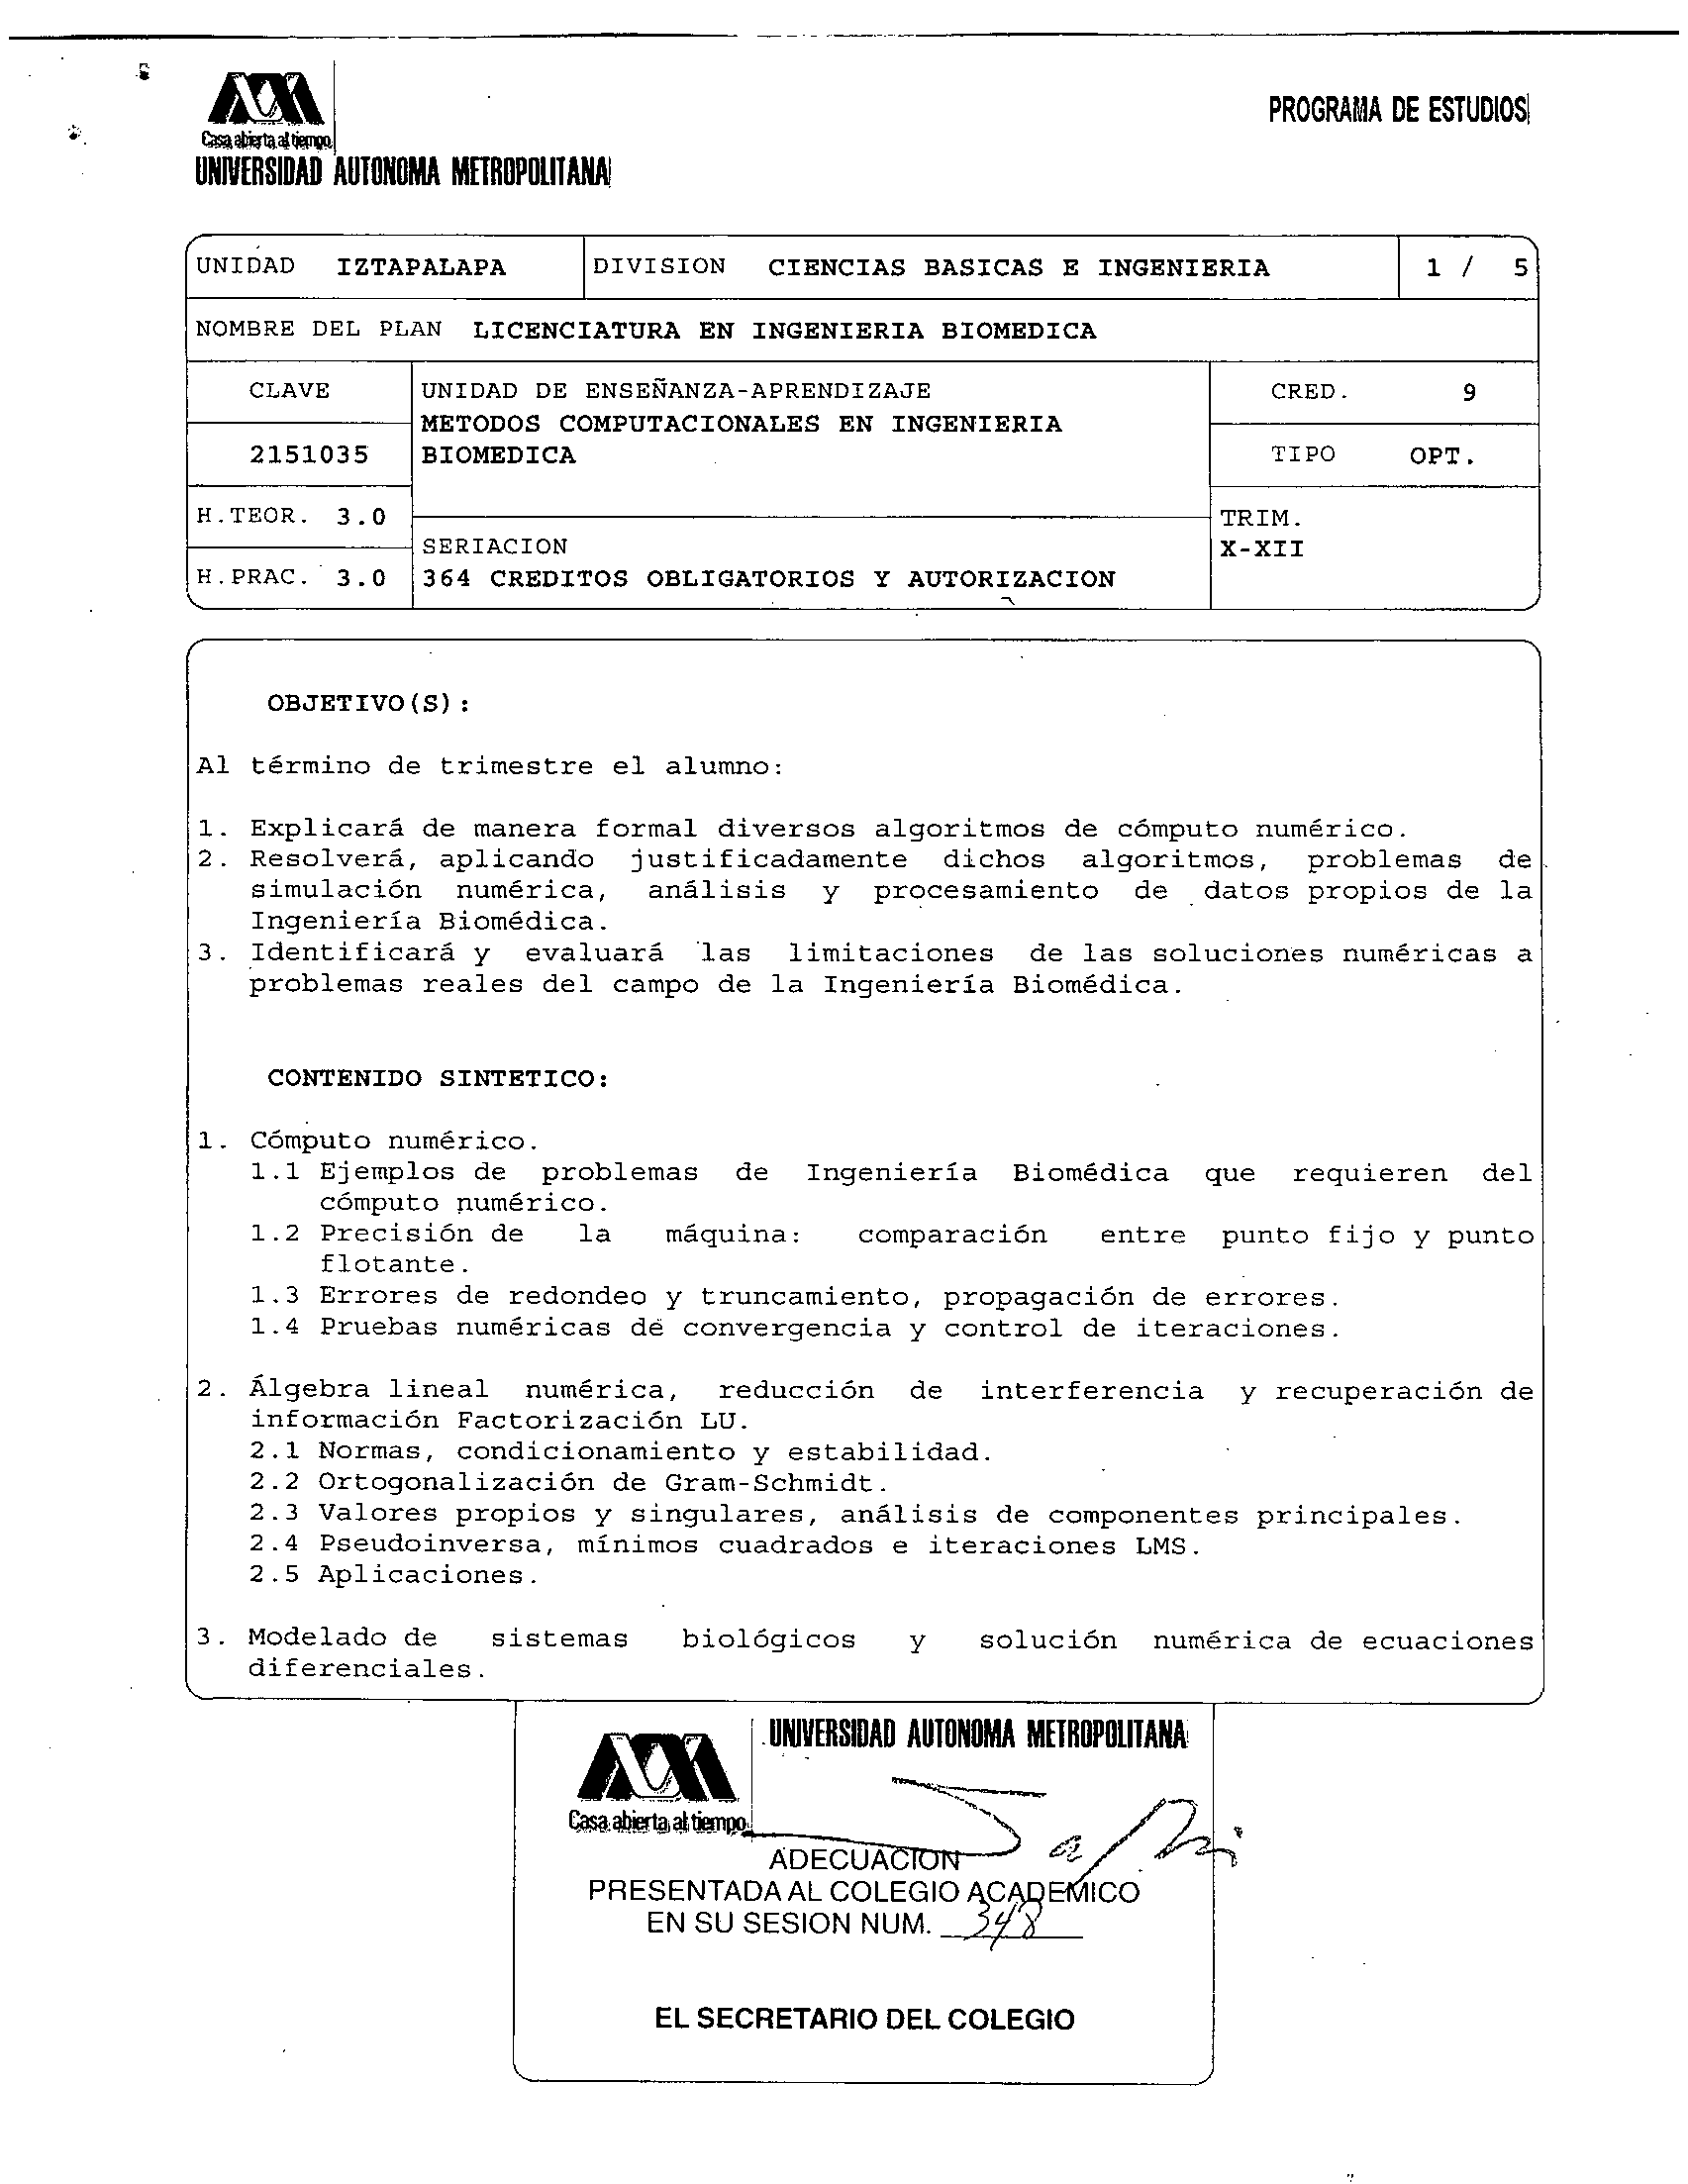 PROGRAMA DE ESTUDIOS
Casa abierta al tiempo
UNIVERSIDAD AUTONOMA METROPOLITANA
UNIDAD IZTAPALAPA DIVISION CIENCIAS BASICAS E INGENIERIA 1 / 5
NOMBRE DEL PLAN LICENCIATURA EN INGENIERIA BIOMEDICA
CLAVE UNIDAD DE ENSEÑANZA-APRENDIZAJE CRED. 9
METODOS COMPUTACIONALES EN INGENIERIA
2151035 BIOMEDICA TIPO OPT.
H.TEOR. 3.0 TRIM.
SERIACION X-XII
H.PRAC. 3.0 364 CREDITOS OBLIGATORIOS Y AUTORIZACION
OBJETIVO(S):
Al término de trimestre el alumno:
1. Explicará de manera formal diversos algoritmos de cómputo numérico.
2. Resolverá, aplicando justificadamente dichos algoritmos, problemas de
simulación numérica, análisis y procesamiento de datos propios de la
Ingeniería Biomédica.
3. Identificará y evaluará las limitaciones de las soluciones numéricas a
problemas reales del campo de la Ingeniería Biomédica.
CONTENIDO SINTETICO:
1. Cómputo numérico.
1.1 Ejemplos de problemas de Ingeniería Biomédica que requieren del
cómputo numérico.
1.2 Precisión de la máquina: comparación entre punto fijo y punto
flotante.
1.3 Errores de redondeo y truncamiento, propagación de errores.
1.4 Pruebas numéricas de convergencia y control de iteraciones.
2. Álgebra lineal numérica, reducción de interferencia y recuperación de
información Factorización LU.
2.1 Normas, condicionamiento y estabilidad.
2.2 Ortogonalización de Gram-Schmidt.
2.3 Valores propios y singulares, análisis de componentes principales.
2.4 Pseudoinversa, mínimos cuadrados e iteraciones LMS.
2.5 Aplicaciones.
3. Modelado de sistemas biológicos y solución numérica de ecuaciones
diferenciales.
UNIVERSIDAD AUTONOMA METROPOLITANA
Casa abierta al tiempo
ADECUACION
PRESENTADA AL COLEGIO ACADEMICO
EN SU SESION NUM. 348
EL SECRETARIO DEL COLEGIO